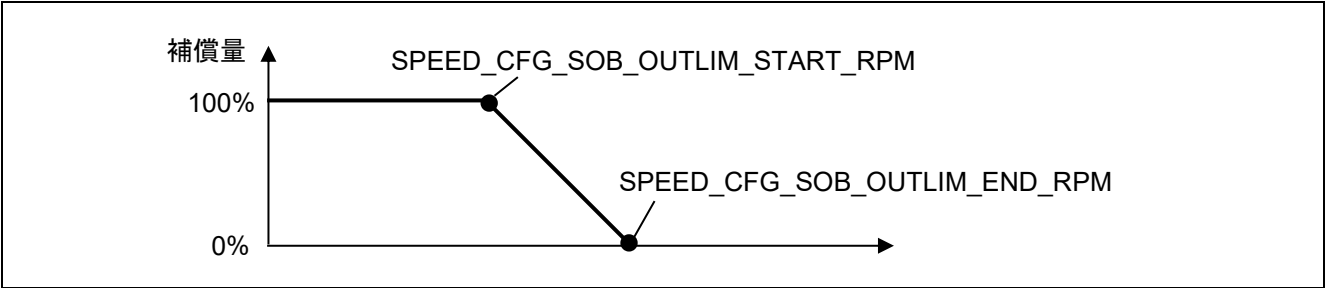 補償量
SPEED_CFG_SOB_OUTLIM_START_RPM
100%
SPEED_CFG_SOB_OUTLIM_END_RPM
0%